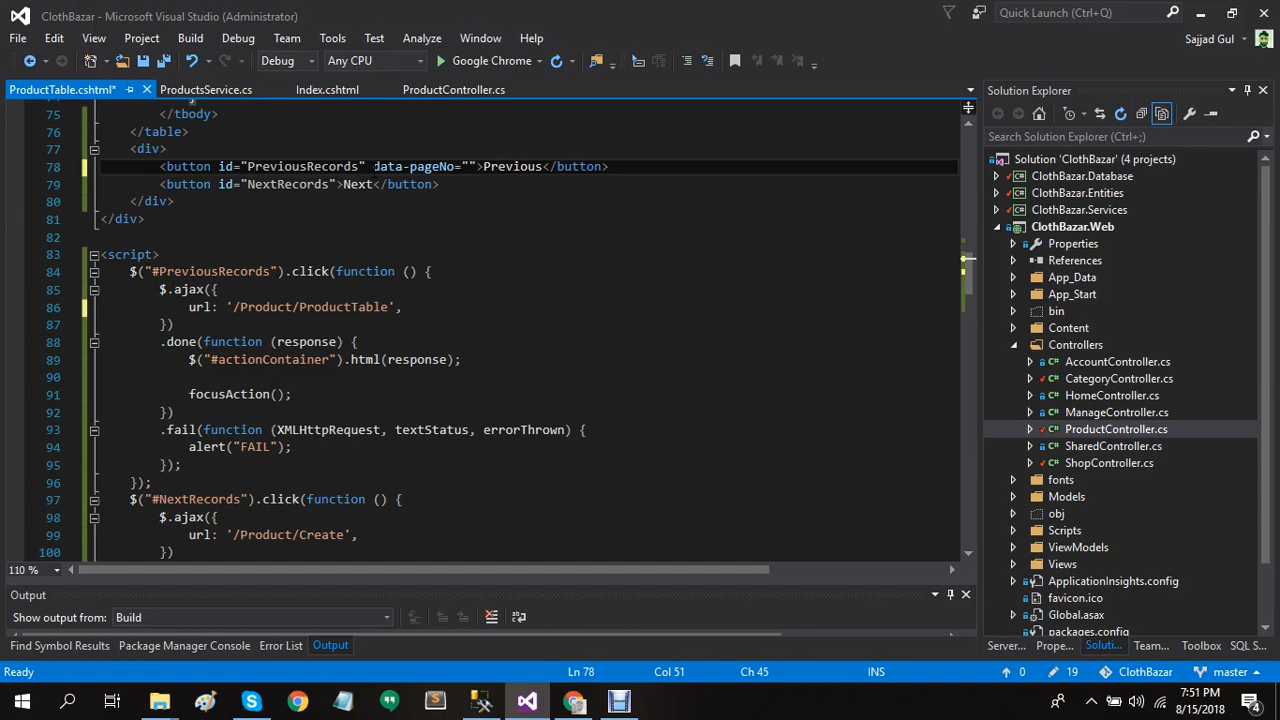 ClothBazar - Microsoft Visual Studio (Administrator)
Quick Launch (Ctrl+Q)
File Edit View Project Build Debug Team Tools Test Analyze Window Help
Sajjad Gul
Debug Any CPU Google Chrome
ProductTable.cshtml* ProductsService.cs Index.cshtml ProductController.cs
75 </tbody>
76 </table>
77 <div>
78 <button id="PreviousRecords" data-pageNo="">Previous</button>
79 <button id="NextRecords">Next</button>
80 </div>
81 </div>
82
83 <script>
84 $("#PreviousRecords").click(function () {
85 $.ajax({
86 url: '/Product/ProductTable',
87 })
88 .done(function (response) {
89 $("#actionContainer").html(response);
90
91 focusAction();
92 })
93 .fail(function (XMLHttpRequest, textStatus, errorThrown) {
94 alert("FAIL");
95 });
96 });
97 $("#NextRecords").click(function () {
98 $.ajax({
99 url: '/Product/Create',
100 })
110 %
Solution Explorer
Search Solution Explorer (Ctrl+;)
Solution 'ClothBazar' (4 projects)
ClothBazar.Database
ClothBazar.Entities
ClothBazar.Services
ClothBazar.Web
Properties
References
App_Data
App_Start
bin
Content
Controllers
C# AccountController.cs
C# CategoryController.cs
C# HomeController.cs
C# ManageController.cs
C# ProductController.cs
C# SharedController.cs
C# ShopController.cs
fonts
Models
obj
Scripts
ViewModels
Views
ApplicationInsights.config
favicon.ico
Global.asax
packages.config
Server... Prope... Soluti... Team... Toolbox SQL S...
Output
Show output from: Build
Find Symbol Results Package Manager Console Error List Output
Ready Ln 78 Col 51 Ch 45 INS 0 19 ClothBazar master
7:51 PM
8/15/2018
4